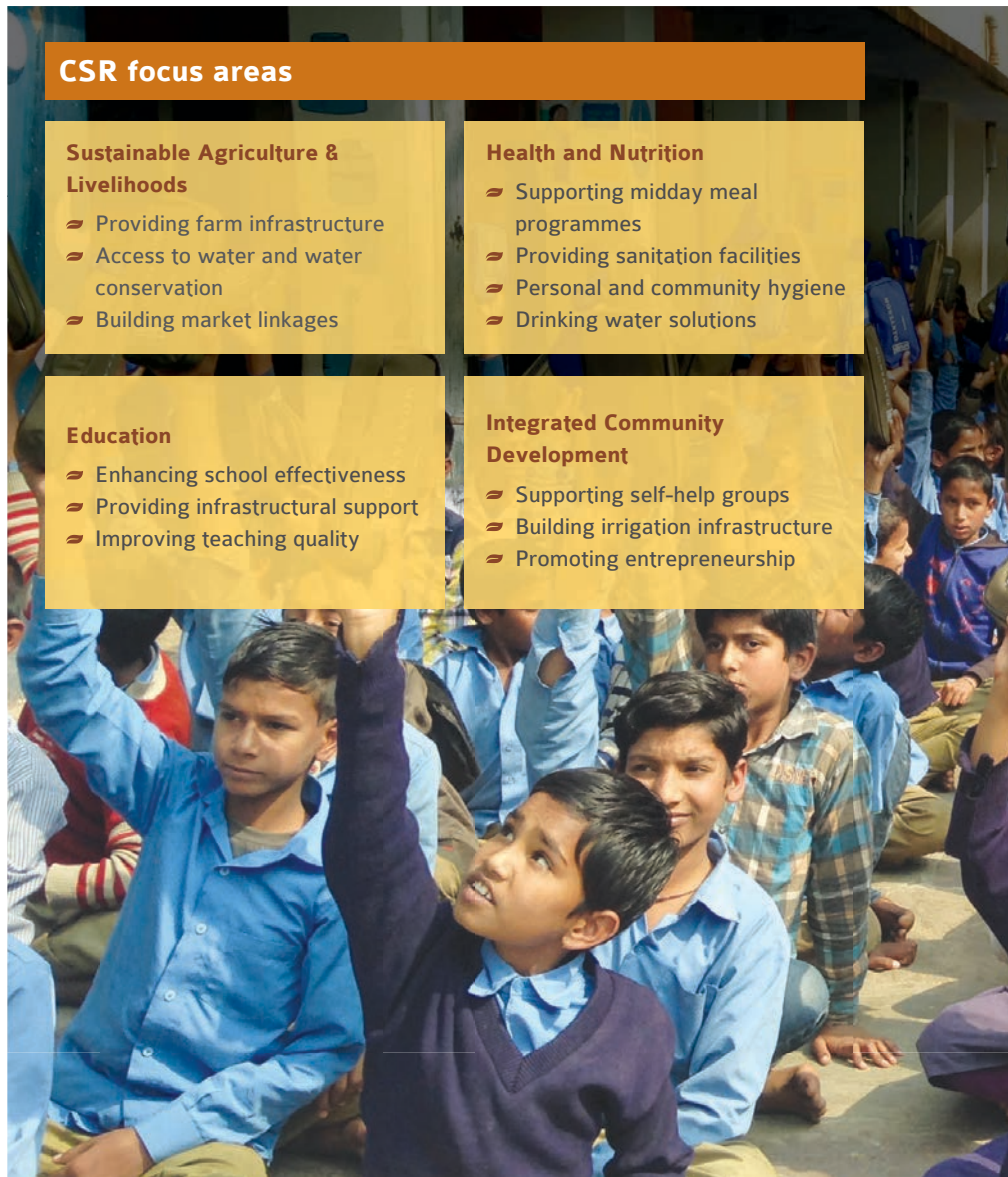 CSR focus areas
Sustainable Agriculture &
Livelihoods
Providing farm infrastructure
Access to water and water
conservation
Building market linkages
Health and Nutrition
Supporting midday meal
programmes
Providing sanitation facilities
Personal and community hygiene
Drinking water solutions
Education
Enhancing school effectiveness
Providing infrastructural support
Improving teaching quality
Integrated Community
Development
Supporting self-help groups
Building irrigation infrastructure
Promoting entrepreneurship